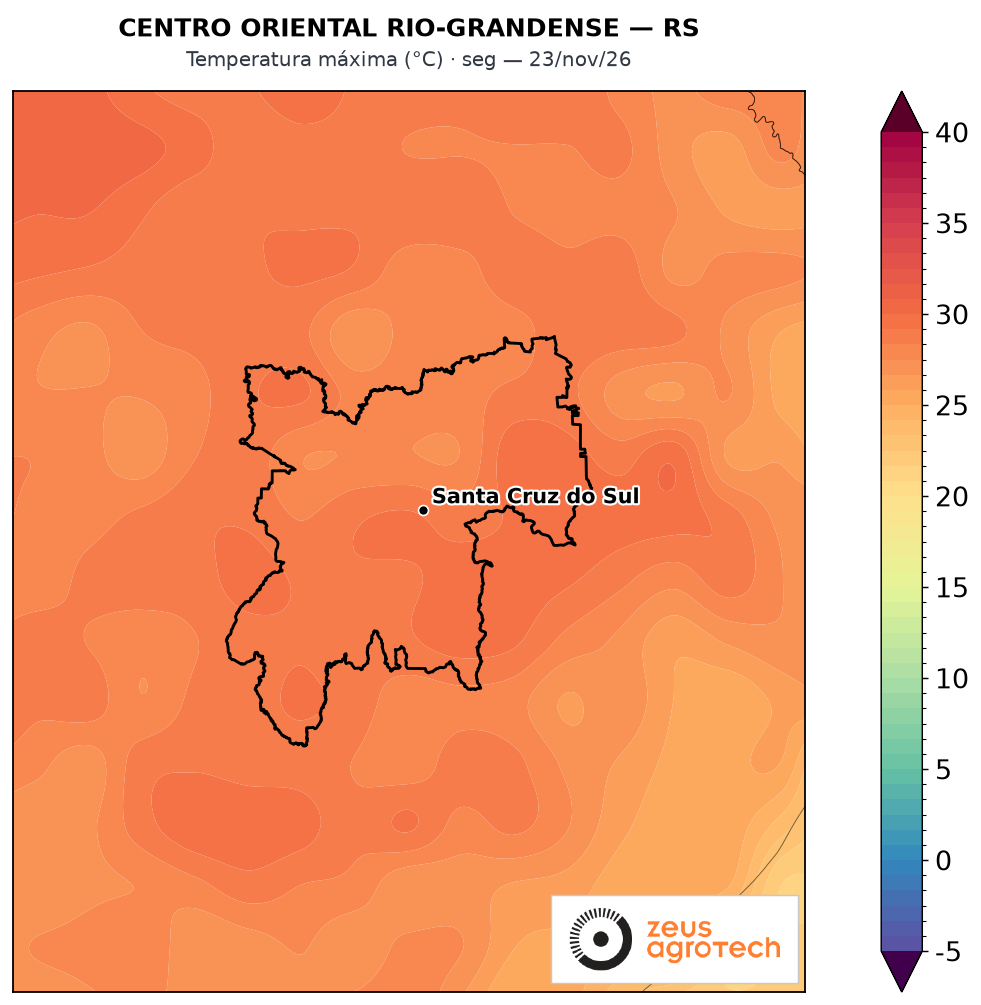 CENTRO ORIENTAL RIO-GRANDENSE — RS
Temperatura máxima (°C) · seg — 23/nov/26
40
35
30
25
20
15
10
5
0
-5
Santa Cruz do Sul
zeus
agrotech